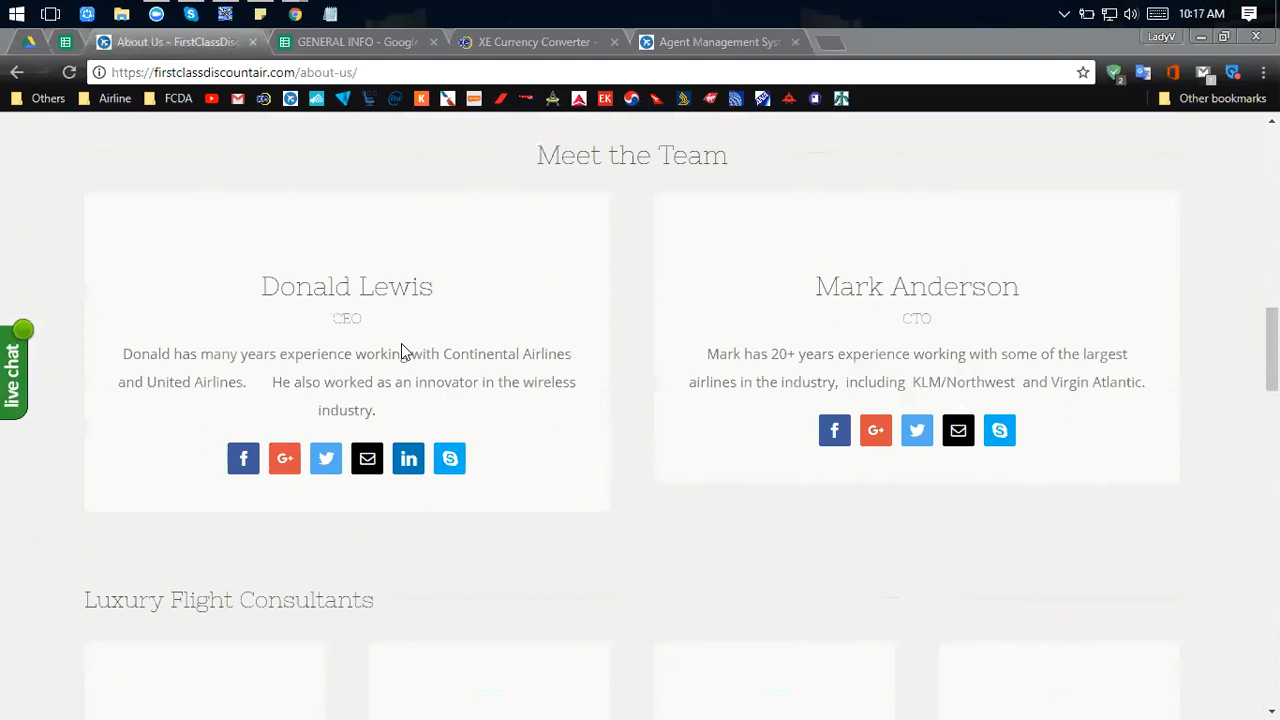 10:17 AM
About Us - FirstClassDis
GENERAL INFO - Google
XE Currency Converter -
Agent Management Sys
LadyV
https://firstclassdiscountair.com/about-us/
Others
Airline
FCDA
EK
Other bookmarks
Meet the Team
Donald Lewis
CEO
Donald has many years experience working with Continental Airlines
and United Airlines. He also worked as an innovator in the wireless
industry.
Mark Anderson
CTO
Mark has 20+ years experience working with some of the largest
airlines in the industry, including KLM/Northwest and Virgin Atlantic.
live chat
Luxury Flight Consultants